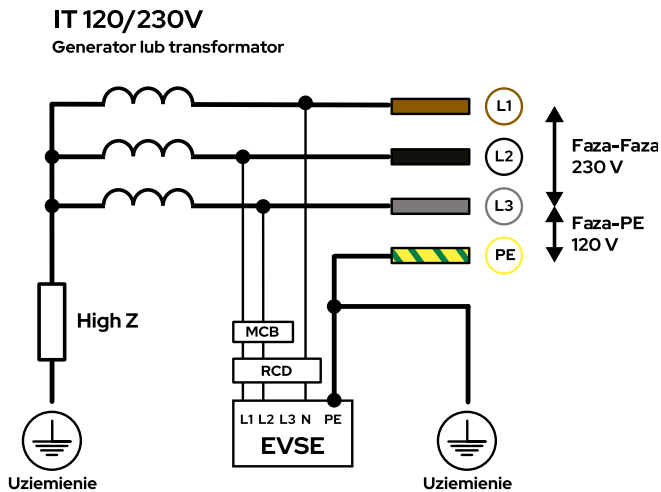 IT 120/230V
Generator lub transformator
L1
L2
Faza-Faza
230 V
L3
Faza-PE
120 V
PE
High Z
MCB
RCD
L1 L2 L3 N PE
EVSE
Uziemienie
Uziemienie